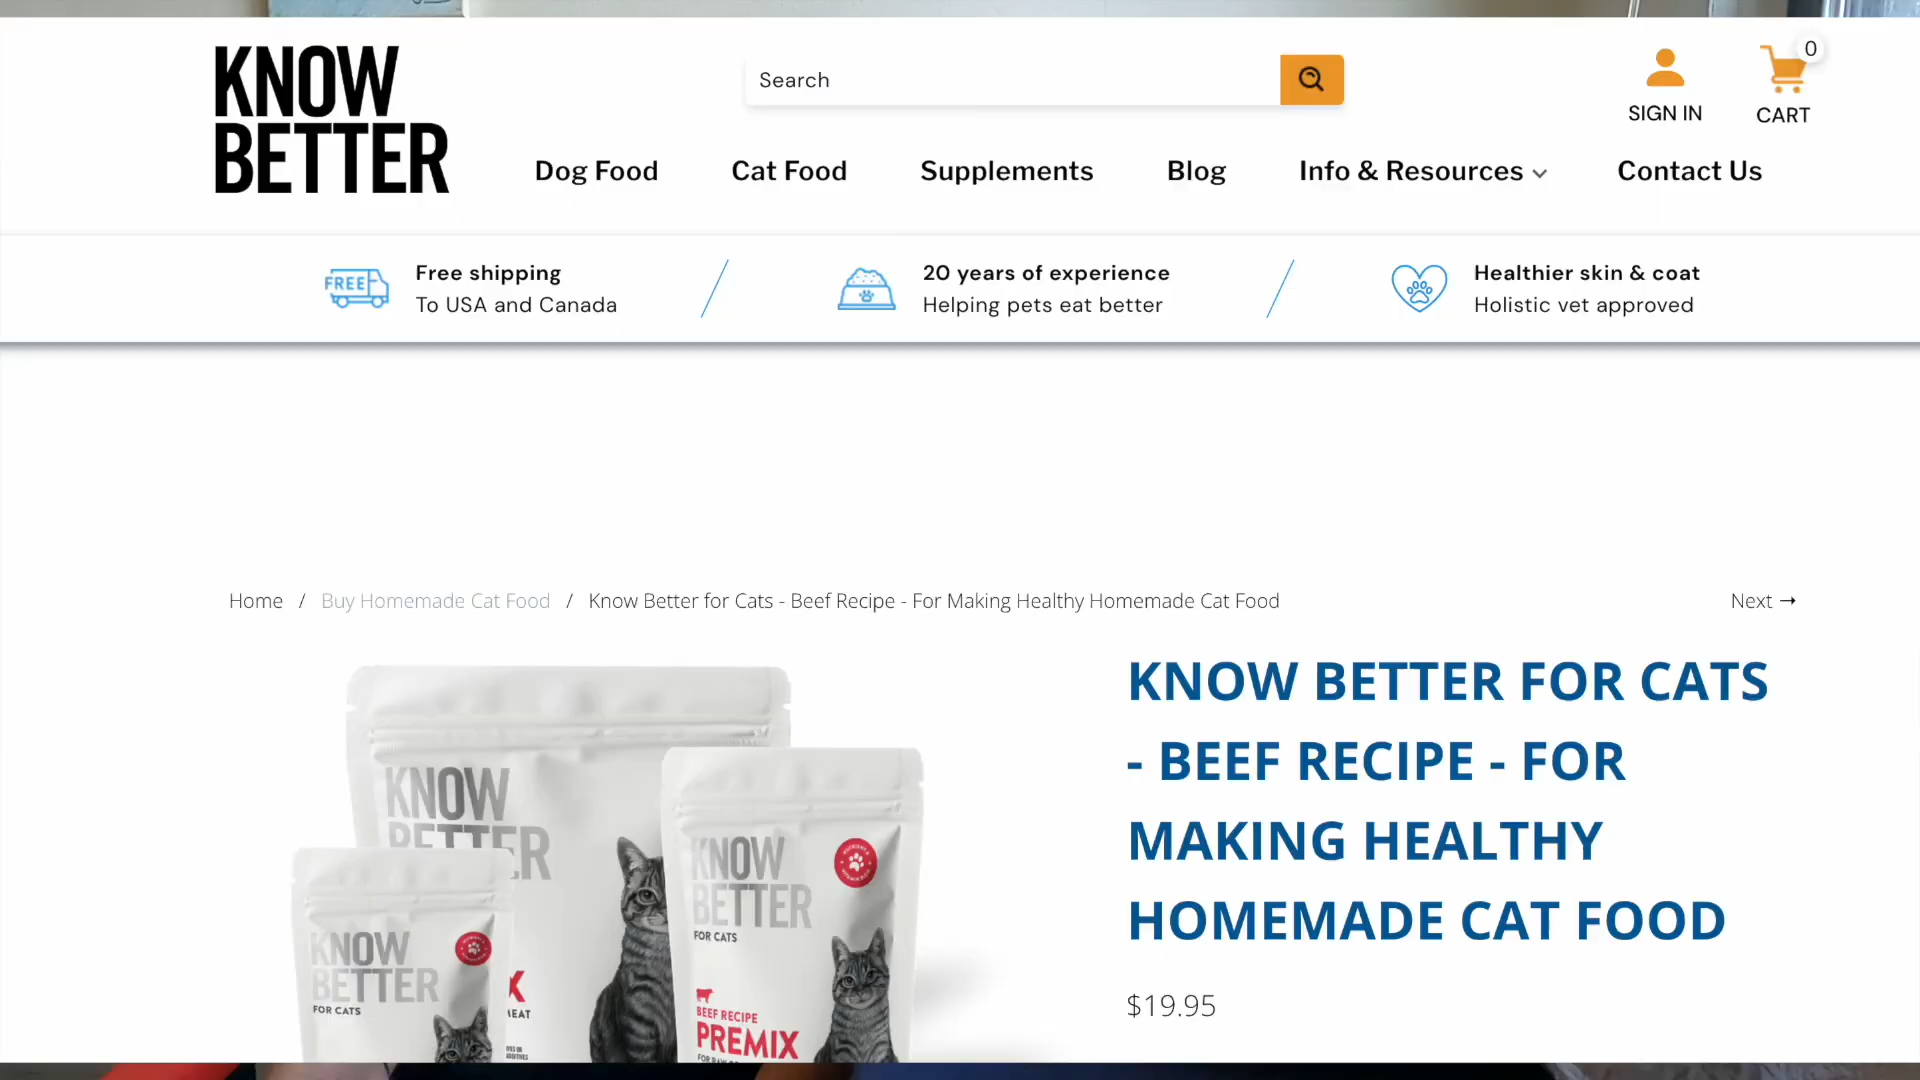 KNOW
BETTER
Search
0
SIGN IN
CART
Dog Food
Cat Food
Supplements
Blog
Info & Resources
Contact Us
FREE
Free shipping
To USA and Canada
20 years of experience
Helping pets eat better
Healthier skin & coat
Holistic vet approved
Home / Buy Homemade Cat Food / Know Better for Cats - Beef Recipe - For Making Healthy Homemade Cat Food
Next →
KNOW BETTER FOR CATS
- BEEF RECIPE - FOR
MAKING HEALTHY
HOMEMADE CAT FOOD
$19.95
KNOW
BETTER
KNOW
BETTER
FOR CATS
BEEF RECIPE
PREMIX
KNOW
BETTER
FOR CATS
X